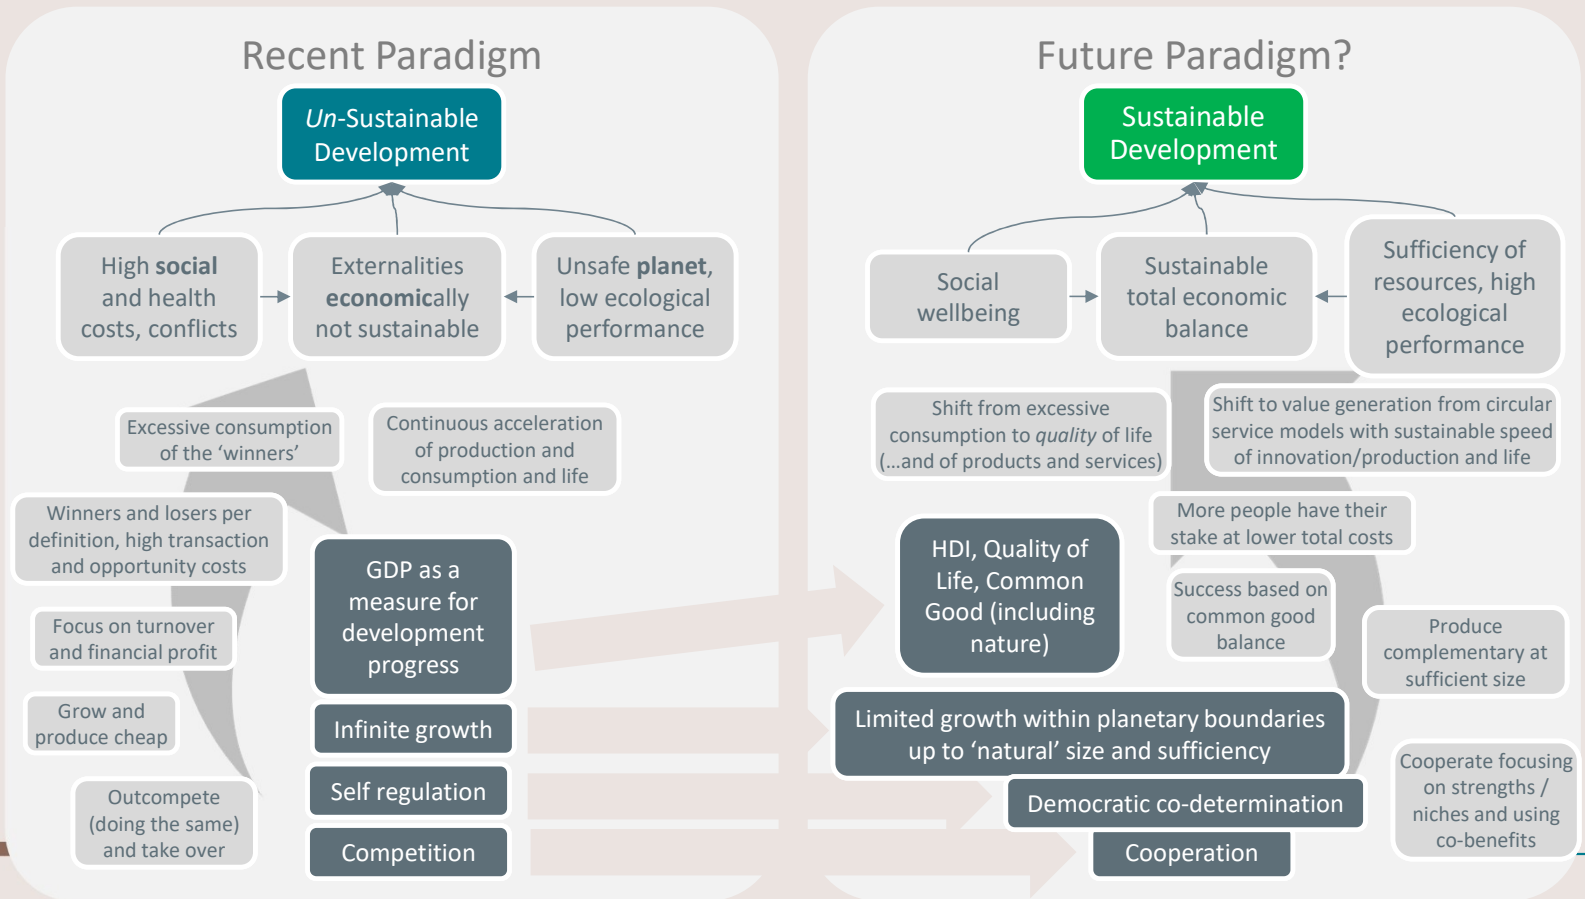 Recent Paradigm
Un-Sustainable
Development
High social
and health
costs, conflicts
Externalities
economically
not sustainable
Unsafe planet,
low ecological
performance
Excessive consumption
of the ‘winners’
Continuous acceleration
of production and
consumption and life
Winners and losers per
definition, high transaction
and opportunity costs
GDP as a
measure for
development
progress
Focus on turnover
and financial profit
Grow and
produce cheap
Infinite growth
Self regulation
Outcompete
(doing the same)
and take over
Competition
Future Paradigm?
Sustainable
Development
Social
wellbeing
Sustainable
total economic
balance
Sufficiency of
resources, high
ecological
performance
Shift from excessive
consumption to quality of life
(...and of products and services)
Shift to value generation from circular
service models with sustainable speed
of innovation/production and life
More people have their
stake at lower total costs
HDI, Quality of
Life, Common
Good (including
nature)
Success based on
common good
balance
Produce
complementary at
sufficient size
Limited growth within planetary boundaries
up to ‘natural’ size and sufficiency
Democratic co-determination
Cooperate focusing
on strengths /
niches and using
co-benefits
Cooperation